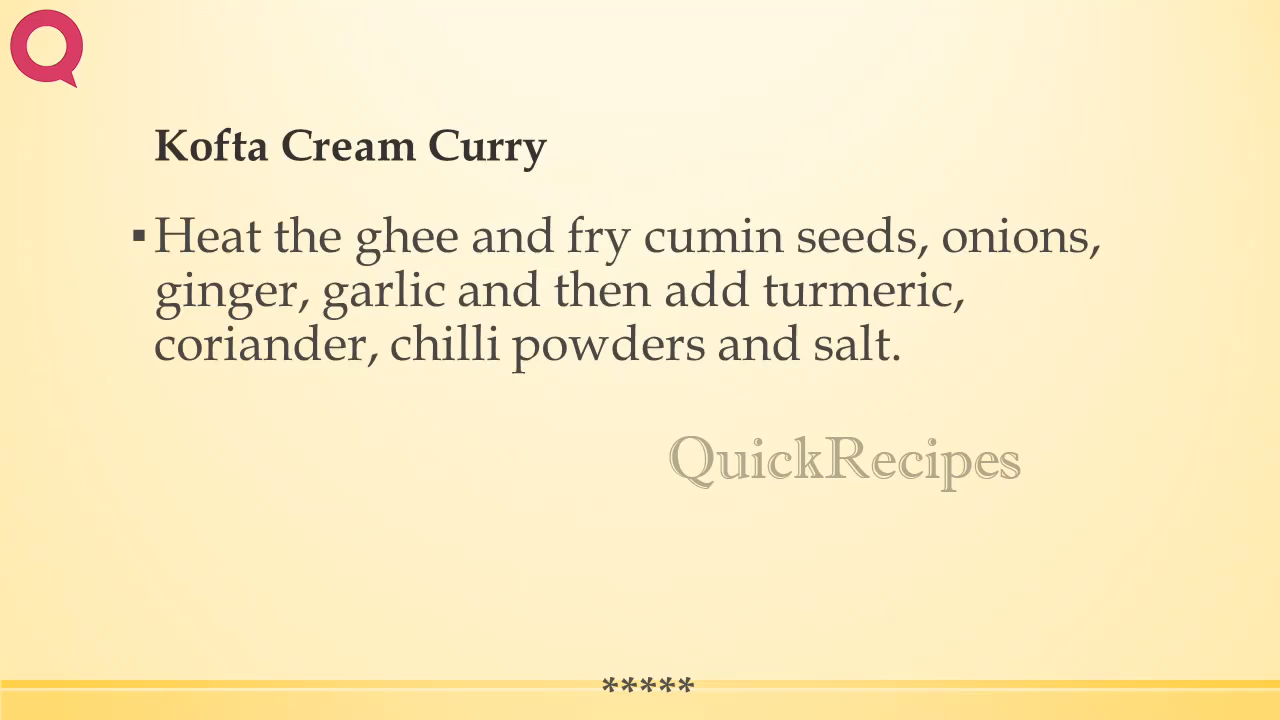 Kofta Cream Curry
▪Heat the ghee and fry cumin seeds, onions,
ginger, garlic and then add turmeric,
coriander, chilli powders and salt.
QuickRecipes
*****